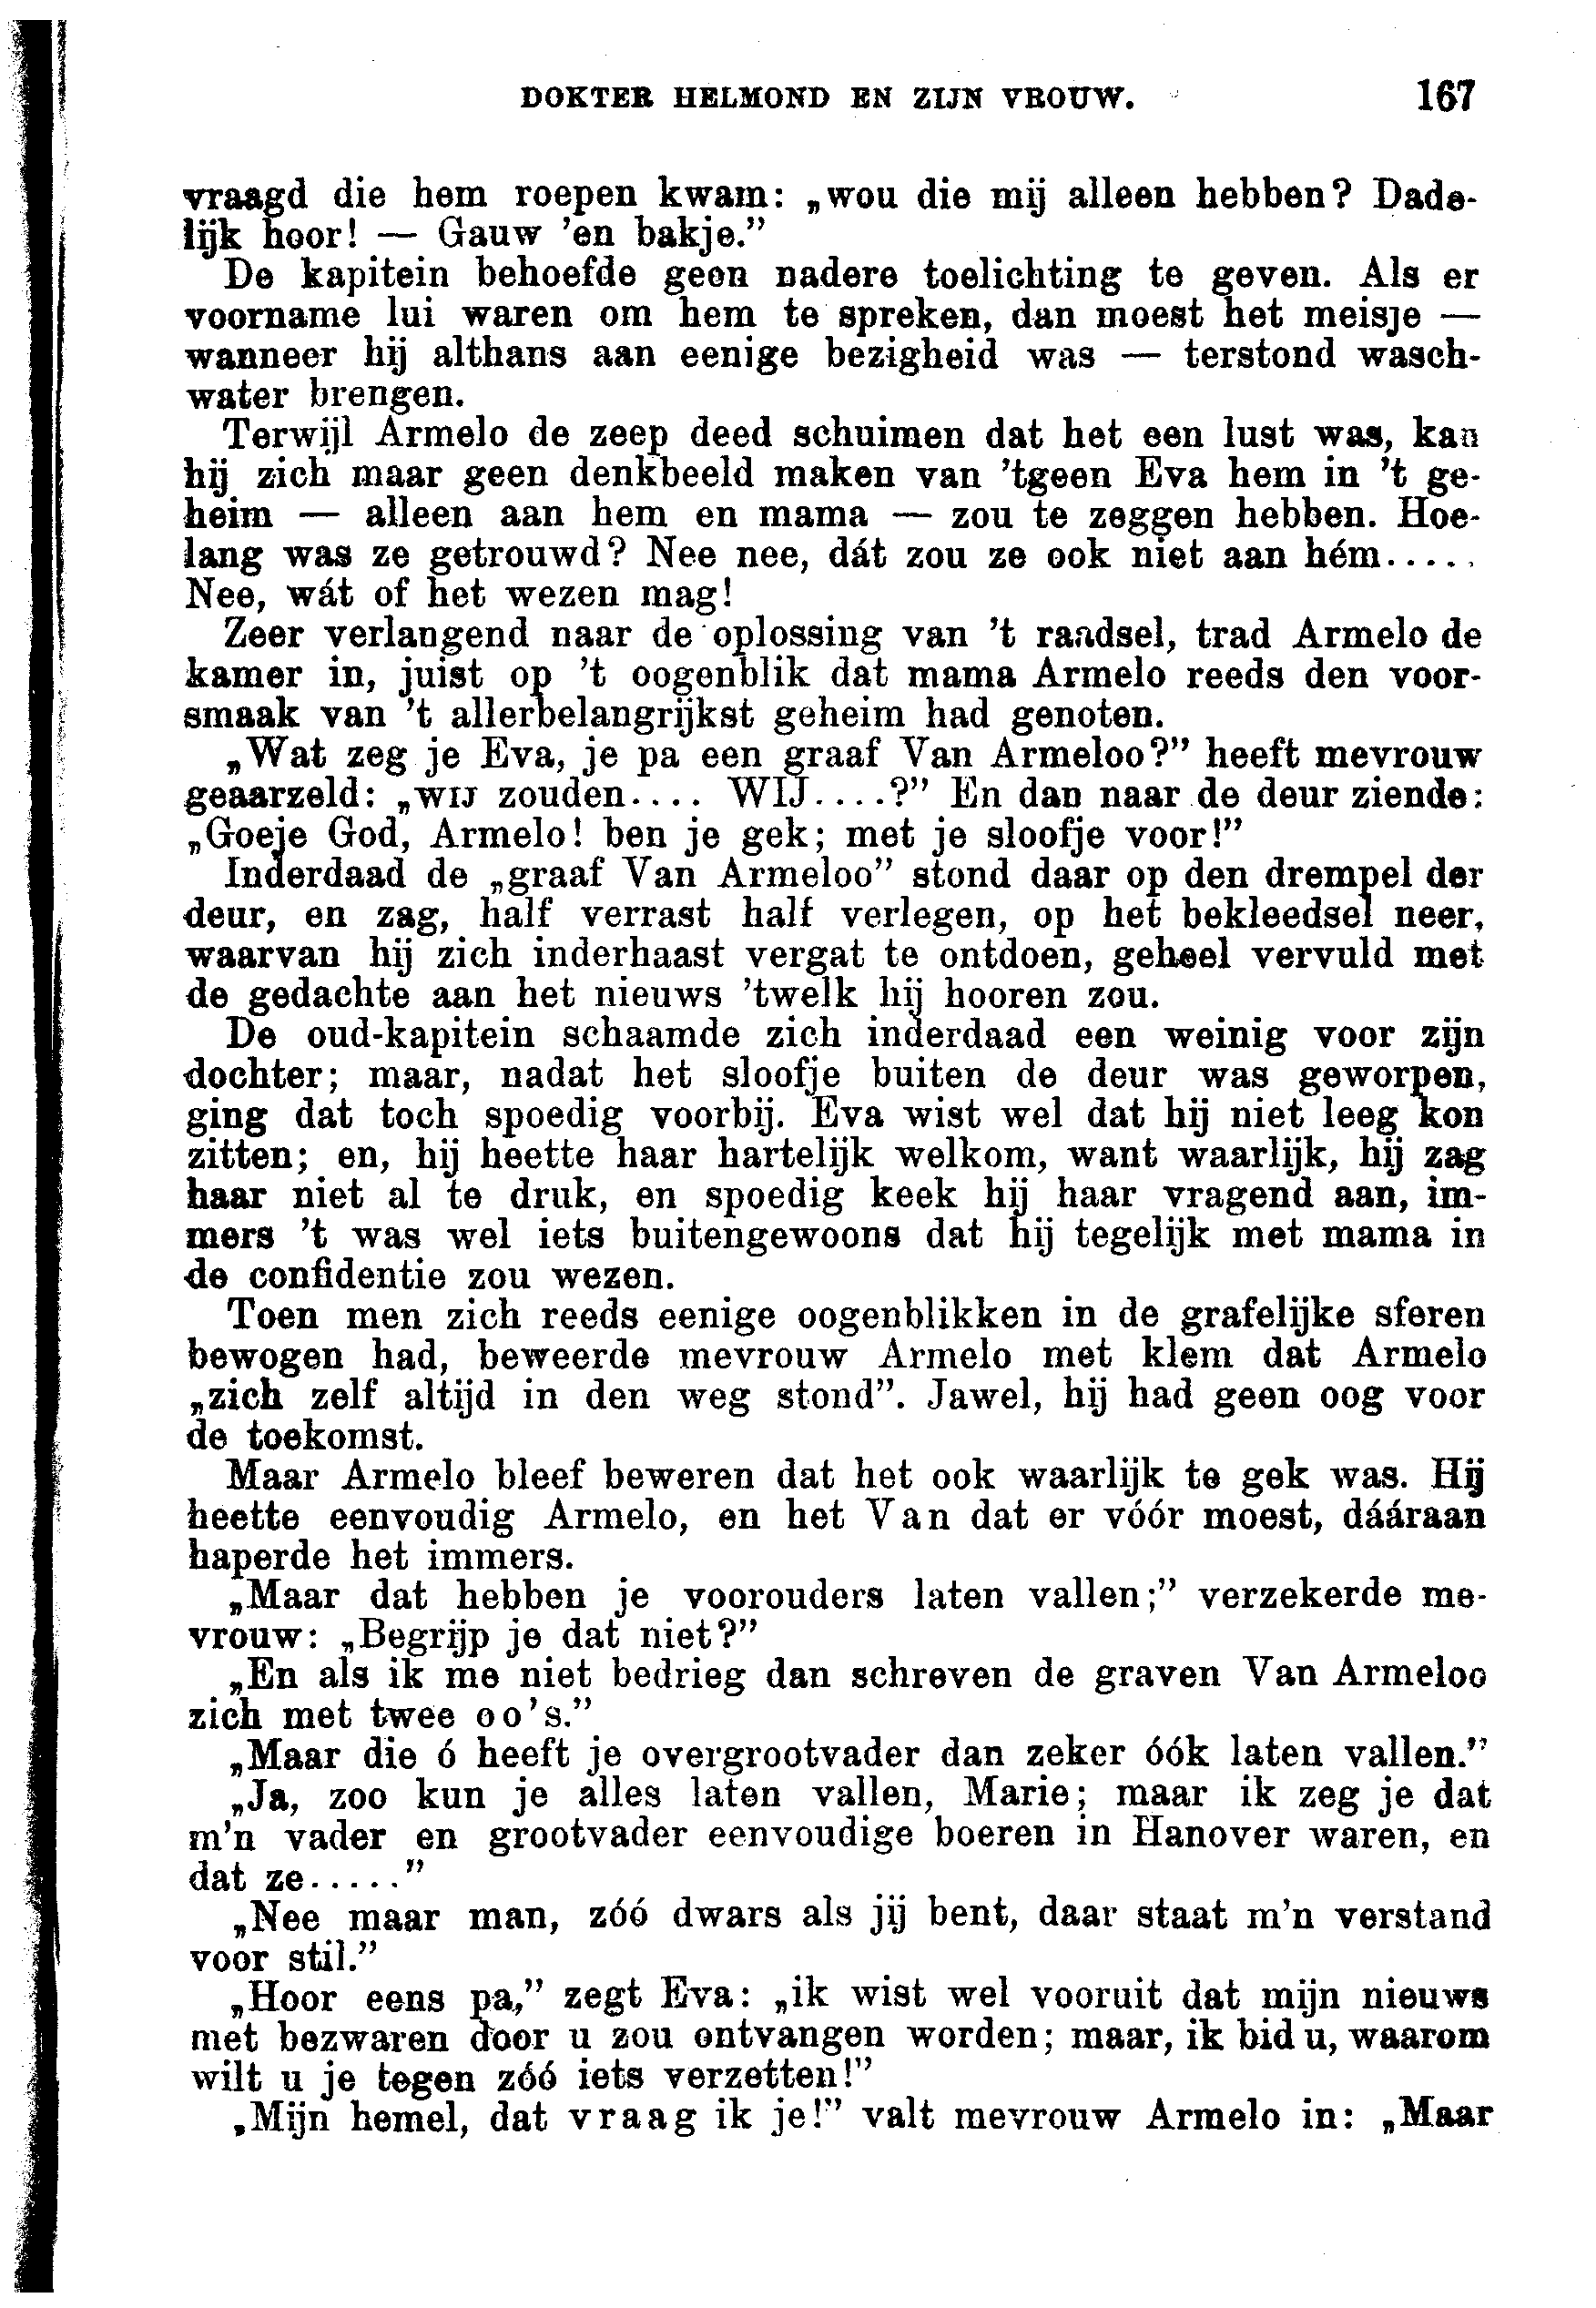 DOKTER HELMOND EN ZIJN VROUW. 167
vraagd die hem roepen kwam: „wou die mij alleen hebben? Dade-
lijk hoor! — Gauw ’en bakje.”
De kapitein behoefde geen nadere toelichting te geven. Als er
voorname lui waren om hem te spreken, dan moest het meisje —
wanneer hij althans aan eenige bezigheid was — terstond wasch-
water brengen.
Terwijl Armelo de zeep deed schuimen dat het een lust was, kan
hij zich maar geen denkbeeld maken van ’tgeen Eva hem in ’t ge-
heim — alleen aan hem en mama — zou te zeggen hebben. Hoe-
lang was ze getrouwd? Nee nee, dát zou ze ook niet aan hém.....
Nee, wát of het wezen mag!
Zeer verlangend naar de oplossing van ’t raadsel, trad Armelo de
kamer in, juist op ’t oogenblik dat mama Armelo reeds den voor-
smaak van ’t allerbelangrijkst geheim had genoten.
„Wat zeg je Eva, je pa een graaf Van Armeloo?” heeft mevrouw
geaarzeld: „WIJ zouden.... WIJ....?” En dan naar de deur ziende:
„Goeje God, Armelo! ben je gek; met je sloofje voor!”
Inderdaad de „graaf Van Armeloo” stond daar op den drempel der
deur, en zag, half verrast half verlegen, op het bekleedsel neer,
waarvan hij zich inderhaast vergat te ontdoen, geheel vervuld met
de gedachte aan het nieuws ’twelk hij hooren zou.
De oud-kapitein schaamde zich inderdaad een weinig voor zijn
dochter; maar, nadat het sloofje buiten de deur was geworpen,
ging dat toch spoedig voorbij. Eva wist wel dat hij niet leeg kon
zitten; en, hij heette haar hartelijk welkom, want waarlijk, hij zag
haar niet al te druk, en spoedig keek hij haar vragend aan, im-
mers ’t was wel iets buitengewoons dat hij tegelijk met mama in
de confidentie zou wezen.
Toen men zich reeds eenige oogenblikken in de grafelijke sferen
bewogen had, beweerde mevrouw Armelo met klem dat Armelo
„zich zelf altijd in den weg stond”. Jawel, hij had geen oog voor
de toekomst.
Maar Armelo bleef beweren dat het ook waarlijk te gek was. Hij
heette eenvoudig Armelo, en het Van dat er vóór moest, dááraan
haperde het immers.
„Maar dat hebben je voorouders laten vallen;” verzekerde me-
vrouw: „Begrijp je dat niet?”
„En als ik me niet bedrieg dan schreven de graven Van Armeloo
zich met twee oo’s.”
„Maar die ó heeft je overgrootvader dan zeker óók laten vallen.”
„Ja, zoo kun je alles laten vallen, Marie; maar ik zeg je dat
m’n vader en grootvader eenvoudige boeren in Hanover waren, en
dat ze.....”
„Nee maar man, zóó dwars als jij bent, daar staat m’n verstand
voor stil.”
„Hoor eens pa,” zegt Eva: „ik wist wel vooruit dat mijn nieuws
met bezwaren door u zou ontvangen worden; maar, ik bid u, waarom
wilt u je tegen zóó iets verzetten!”
„Mijn hemel, dat vraag ik je!” valt mevrouw Armelo in: „Maar